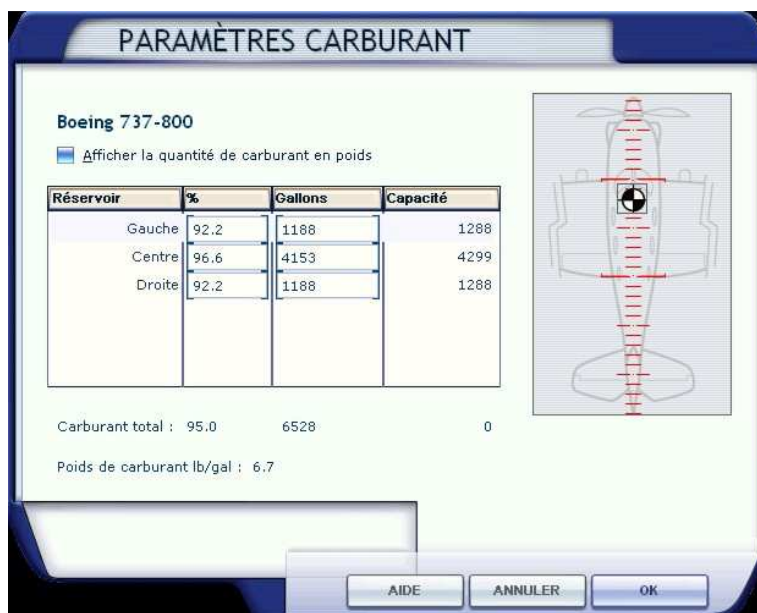 PARAMÈTRES CARBURANT
Boeing 737-800
Afficher la quantité de carburant en poids
Réservoir % Gallons Capacité
Gauche 92.2 1188 1288
Centre 96.6 4153 4299
Droite 92.2 1188 1288
Carburant total : 95.0 6528 0
Poids de carburant lb/gal : 6.7
AIDE ANNULER OK